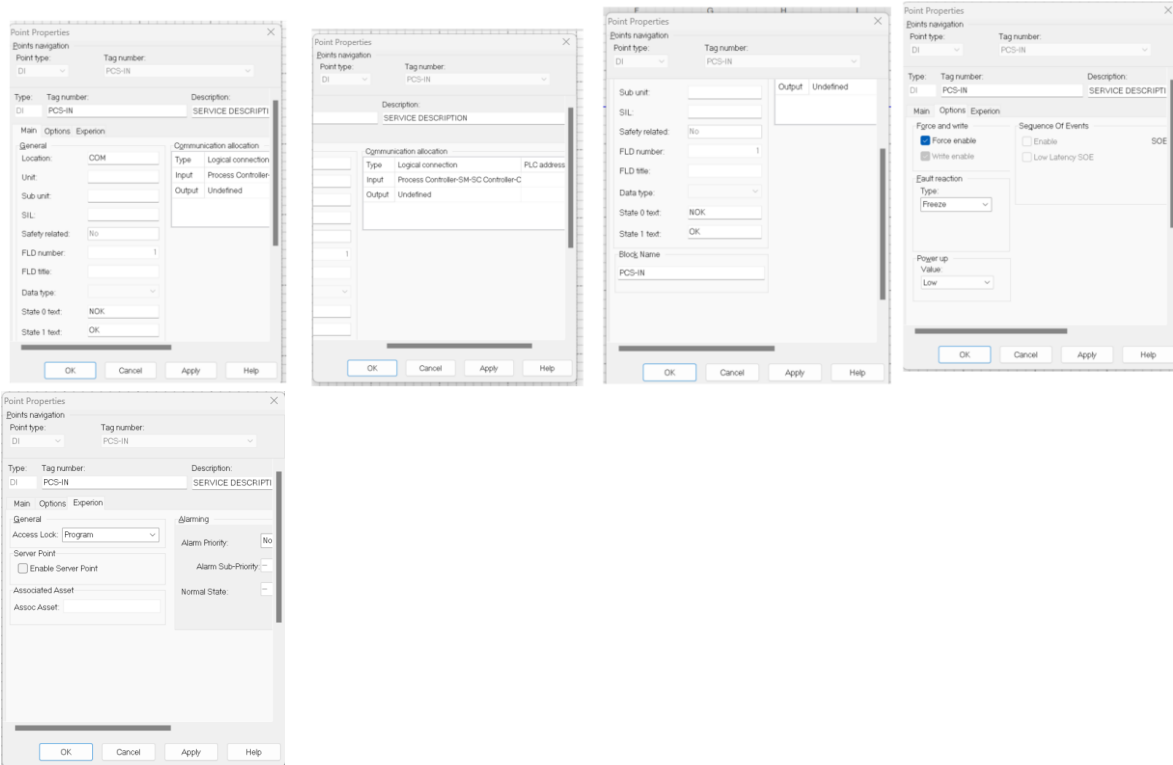 Point Properties
Points navigation
Point type: Tag number:
DI PCS-IN
Type: Tag number: Description:
DI PCS-IN SERVICE DESCRIPTI
Main Options Experion
General
Location: COM
Unit:
Sub unit:
SIL:
Safety related: No
FLD number: 1
FLD title:
Data type:
State 0 text: NOK
State 1 text: OK
Communication allocation
Type Logical connection
Input Process Controller-
Output Undefined
OK Cancel Apply Help
Point Properties
Points navigation
Point type: Tag number:
DI PCS-IN
Description:
SERVICE DESCRIPTION
Communication allocation
Type Logical connection PLC address
Input Process Controller-SM-SC Controller-C
Output Undefined
1
OK Cancel Apply Help
F G H I
Point Properties
Points navigation
Point type: Tag number:
DI PCS-IN
Sub unit:
SIL:
Safety related: No
FLD number: 1
FLD title:
Data type:
State 0 text: NOK
State 1 text: OK
Block Name
PCS-IN
Output Undefined
OK Cancel Apply Help
Point Properties
Points navigation
Point type: Tag number:
DI PCS-IN
Type: Tag number: Description:
DI PCS-IN SERVICE DESCRIPTI
Main Options Experion
Force and write
Force enable
Write enable
Fault reaction
Type:
Freeze
Power up
Value:
Low
Sequence Of Events
Enable SOE
Low Latency SOE
OK Cancel Apply Help
Point Properties
Points navigation
Point type: Tag number:
DI PCS-IN
Type: Tag number: Description:
DI PCS-IN SERVICE DESCRIPTI
Main Options Experion
General
Access Lock: Program
Server Point
Enable Server Point
Associated Asset
Assoc Asset:
Alarming
Alarm Priority: No
Alarm Sub-Priority: --
Normal State: --
OK Cancel Apply Help